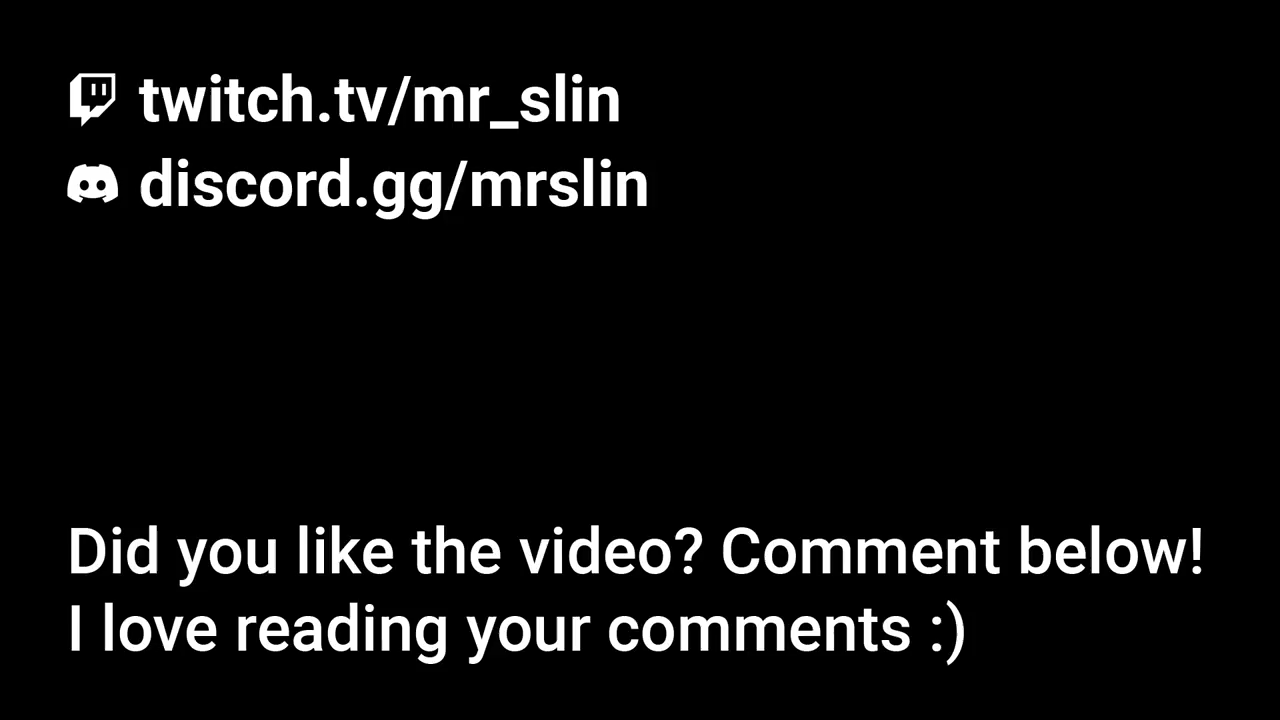 twitch.tv/mr_slin
discord.gg/mrslin
Did you like the video? Comment below!
I love reading your comments :)